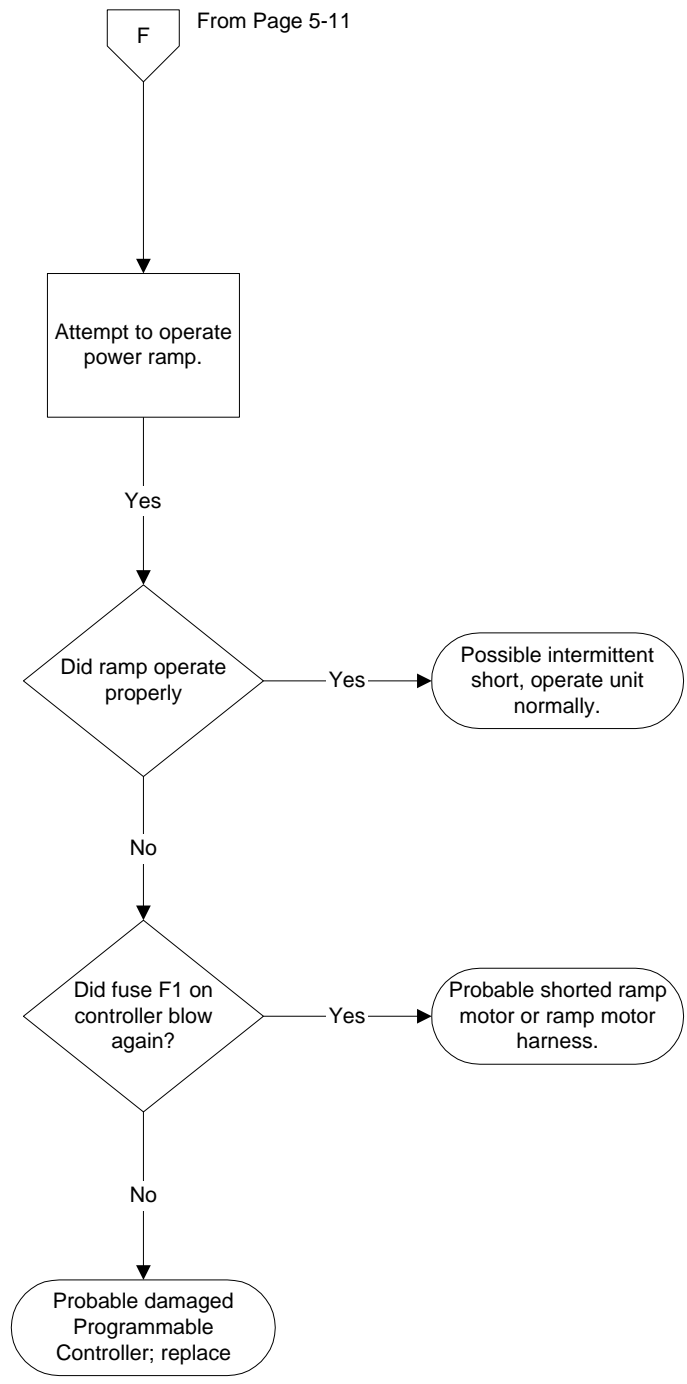 F
From Page 5-11
Attempt to operate
power ramp.
Yes
Did ramp operate
properly
Yes
Possible intermittent
short, operate unit
normally.
No
Did fuse F1 on
controller blow
again?
Yes
Probable shorted ramp
motor or ramp motor
harness.
No
Probable damaged
Programmable
Controller; replace